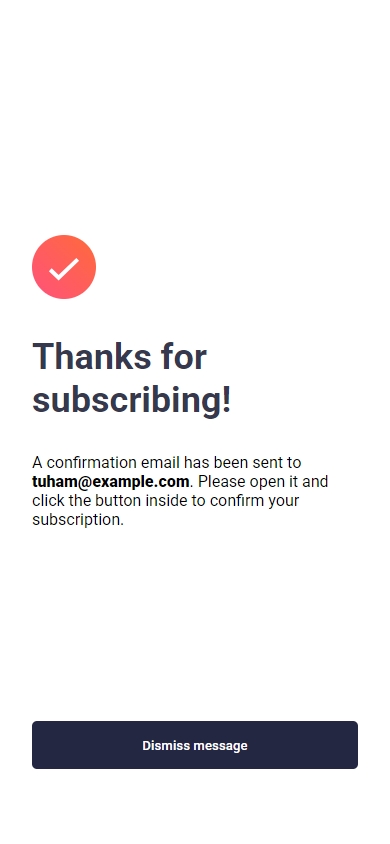 Thanks for
subscribing!
A confirmation email has been sent to
tuham@example.com. Please open it and
click the button inside to confirm your
subscription.
Dismiss message